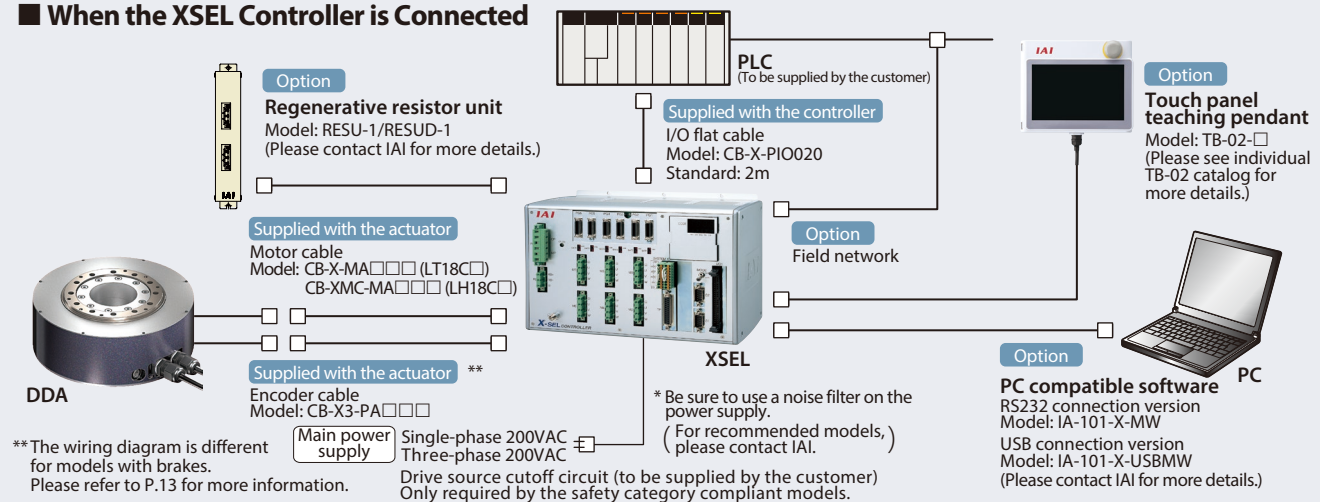 ■ When the XSEL Controller is Connected
Option
Regenerative resistor unit
Model: RESU-1/RESUD-1
(Please contact IAI for more details.)
IAI
PLC
(To be supplied by the customer)
Supplied with the controller
I/O flat cable
Model: CB-X-PIO020
Standard: 2m
IAI
Option
Touch panel
teaching pendant
Model: TB-02-□
(Please see individual
TB-02 catalog for
more details.)
Supplied with the actuator
Motor cable
Model: CB-X-MA□□□ (LT18C□)
CB-XMC-MA□□□ (LH18C□)
IAI
X-SEL CONTROLLER
XSEL
Option
Field network
DDA
Supplied with the actuator **
Encoder cable
Model: CB-X3-PA□□□
**The wiring diagram is different
for models with brakes.
Please refer to P.13 for more information.
Main power
supply
Single-phase 200VAC
Three-phase 200VAC
* Be sure to use a noise filter on the
power supply.
( For recommended models,
please contact IAI. )
Drive source cutoff circuit (to be supplied by the customer)
Only required by the safety category compliant models.
PC
Option
PC compatible software
RS232 connection version
Model: IA-101-X-MW
USB connection version
Model: IA-101-X-USBMW
(Please contact IAI for more details.)